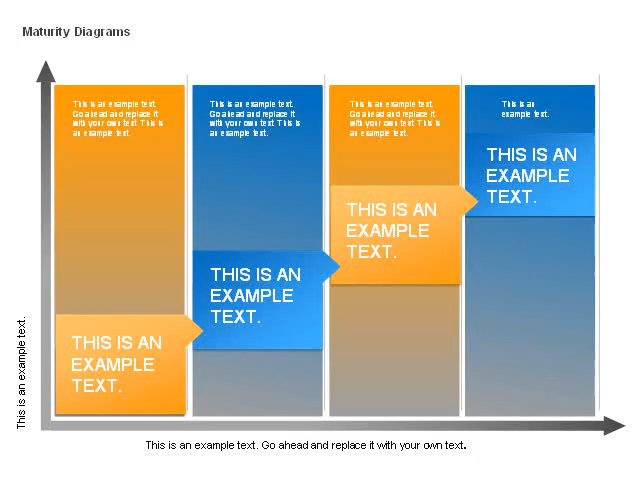 Maturity Diagrams
This is an example text.
Go ahead and replace it
with your own text. This is
an example text.
This is an example text.
Go ahead and replace it
with your own text. This is
an example text.
This is an example text.
Go ahead and replace it
with your own text. This is
an example text.
This is an
example text.
THIS IS AN
EXAMPLE
TEXT.
THIS IS AN
EXAMPLE
TEXT.
THIS IS AN
EXAMPLE
TEXT.
THIS IS AN
EXAMPLE
TEXT.
This is an example text.
This is an example text. Go ahead and replace it with your own text.